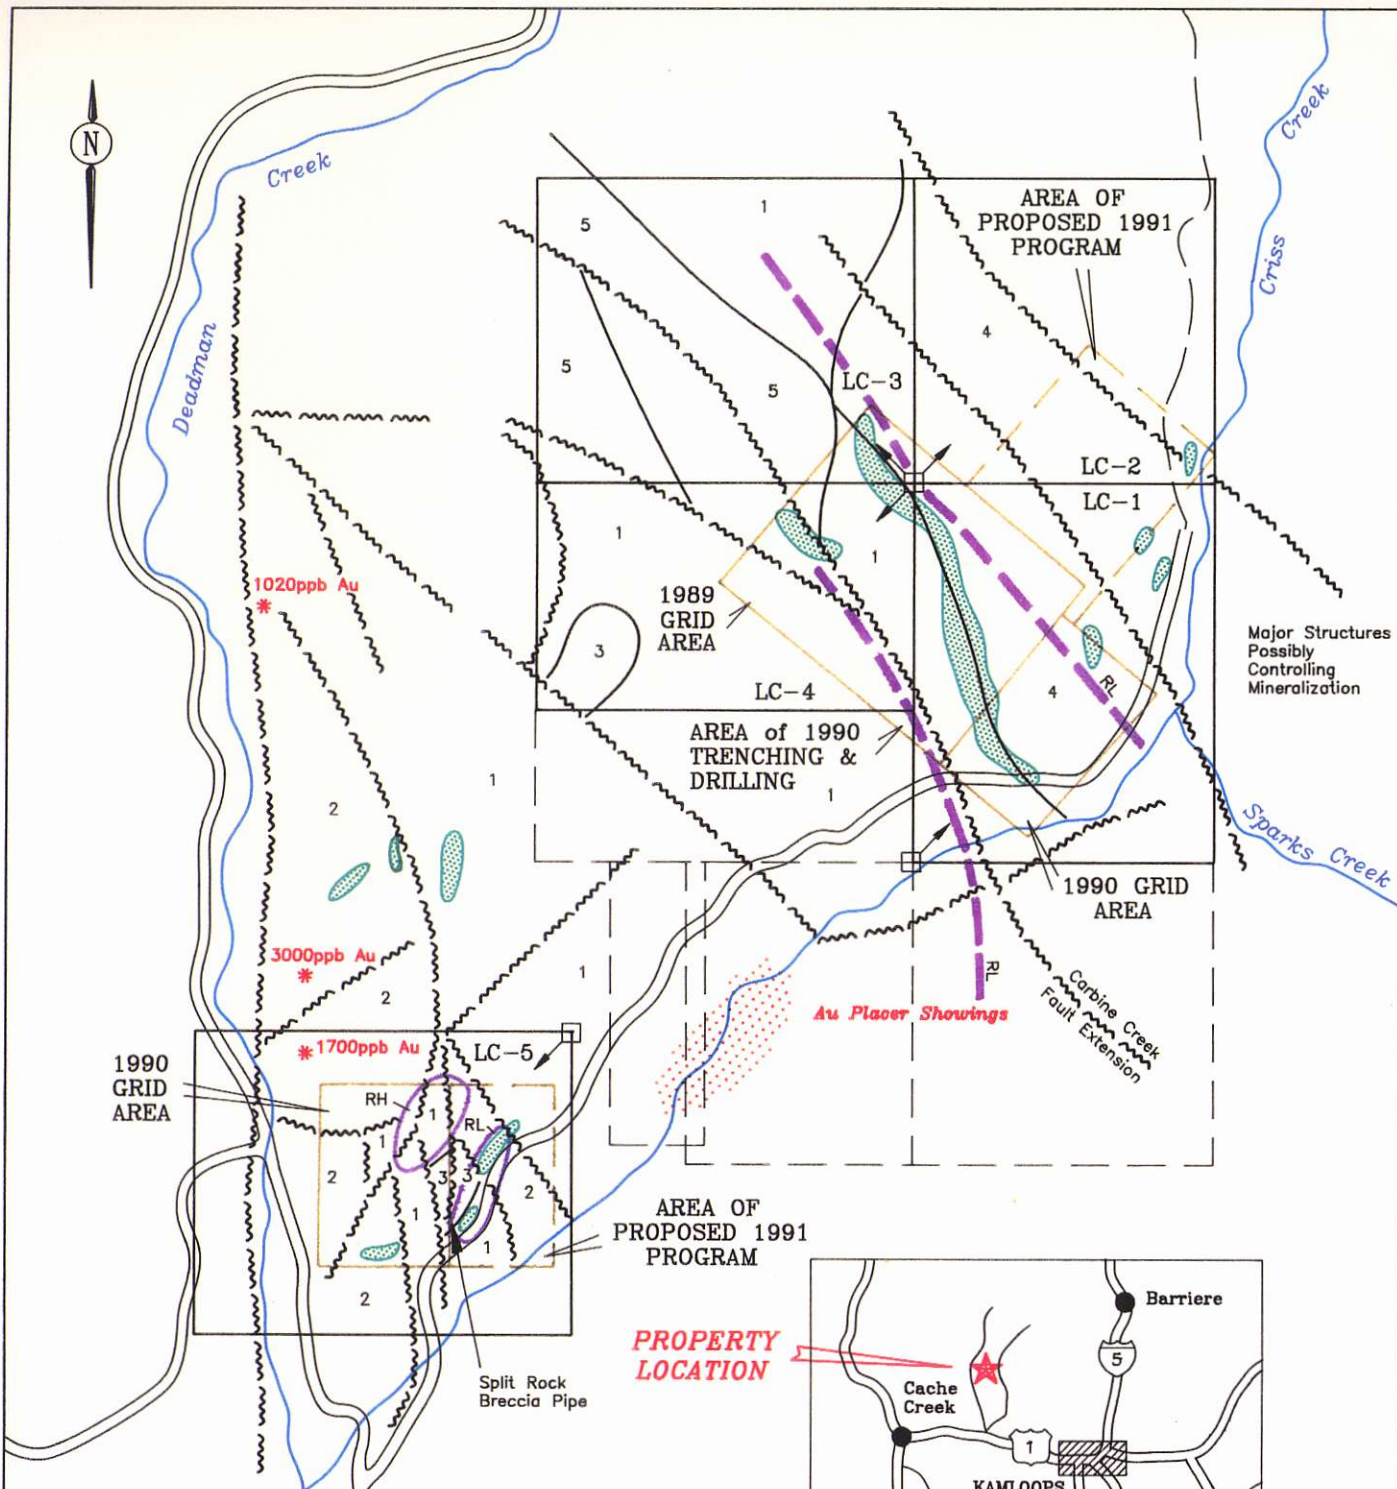 N
Creek
Deadman
Creek
Criss
AREA OF
PROPOSED 1991
PROGRAM
1
5
4
5
5
LC-3
LC-2
LC-1
1
1
1020ppb Au
1989
GRID
AREA
3
Major Structures
Possibly
Controlling
Mineralization
RL
4
LC-4
AREA of 1990
TRENCHING &
DRILLING
1
1
2
Sparks Creek
1990 GRID
AREA
3000ppb Au
1
2
RL
Carbine Creek
Fault Extension
Au Placer Showings
1700ppb Au
LC-5
1990
GRID
AREA
RH
1
RL
1
2
3
3
2
1
1
AREA OF
PROPOSED 1991
PROGRAM
2
Split Rock
Breccia Pipe
PROPERTY
LOCATION
Barriere
5
Cache
Creek
1
KAMLOOPS